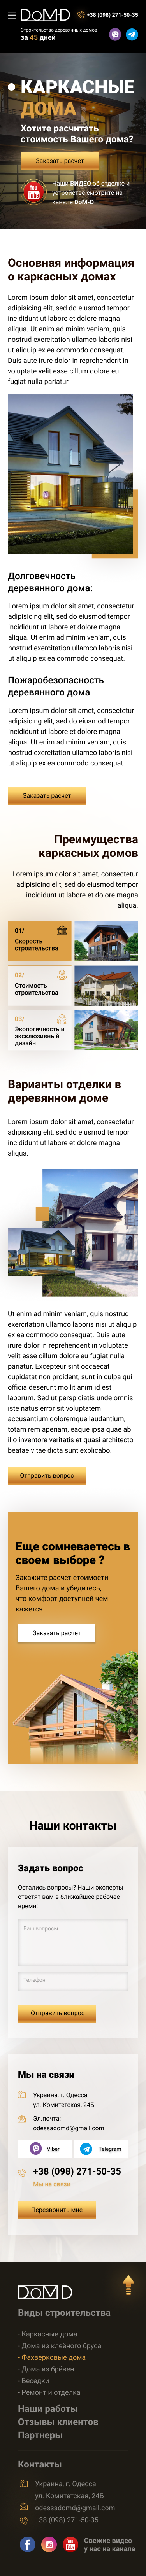 DOM-D
+38 (098) 271-50-35
Строительство деревянных домов
за 45 дней
КАРКАСНЫЕ
ДОМА
Хотите расчитать
стоимость Вашего дома?
Заказать расчет
You Tube
Наши ВИДЕО об отделке и
устройстве смотрите на
канале DoM-D
Основная информация
о каркасных домах
Lorem ipsum dolor sit amet, consectetur
adipisicing elit, sed do eiusmod tempor
incididunt ut labore et dolore magna
aliqua. Ut enim ad minim veniam, quis
nostrud exercitation ullamco laboris nisi
ut aliquip ex ea commodo consequat.
Duis aute irure dolor in reprehenderit in
voluptate velit esse cillum dolore eu
fugiat nulla pariatur.
Долговечность
деревянного дома:
Lorem ipsum dolor sit amet, consectetur
adipisicing elit, sed do eiusmod tempor
incididunt ut labore et dolore magna
aliqua. Ut enim ad minim veniam, quis
nostrud exercitation ullamco laboris nisi
ut aliquip ex ea commodo consequat.
Пожаробезопасность
деревянного дома
Lorem ipsum dolor sit amet, consectetur
adipisicing elit, sed do eiusmod tempor
incididunt ut labore et dolore magna
aliqua. Ut enim ad minim veniam, quis
nostrud exercitation ullamco laboris nisi
ut aliquip ex ea commodo consequat.
Заказать расчет
Преимущества
каркасных домов
Lorem ipsum dolor sit amet, consectetur
adipisicing elit, sed do eiusmod tempor
incididunt ut labore et dolore magna
aliqua.
01/
Скорость
строительства
02/
Стоимость
строительства
03/
Экологичность и
эксклюзивный
дизайн
Варианты отделки в
деревянном доме
Lorem ipsum dolor sit amet, consectetur
adipisicing elit, sed do eiusmod tempor
incididunt ut labore et dolore magna
aliqua.
Ut enim ad minim veniam, quis nostrud
exercitation ullamco laboris nisi ut aliquip
ex ea commodo consequat. Duis aute
irure dolor in reprehenderit in voluptate
velit esse cillum dolore eu fugiat nulla
pariatur. Excepteur sint occaecat
cupidatat non proident, sunt in culpa qui
officia deserunt mollit anim id est
laborum. Sed ut perspiciatis unde omnis
iste natus error sit voluptatem
accusantium doloremque laudantium,
totam rem aperiam, eaque ipsa quae ab
illo inventore veritatis et quasi architecto
beatae vitae dicta sunt explicabo.
Отправить вопрос
Еще сомневаетесь в
своем выборе ?
Закажите расчет стоимости
Вашего дома и убедитесь,
что комфорт доступней чем
кажется
Заказать расчет
Наши контакты
Задать вопрос
Остались вопросы? Наши эксперты
ответят вам в ближайшее рабочее
время!
Ваш вопросы
Телефон
Отправить вопрос
Мы на связи
Украина, г. Одесса
ул. Комитетская, 24Б
Эл.почта:
odessadomd@gmail.com
Viber
Telegram
+38 (098) 271-50-35
Мы на связи
Перезвонить мне
DOM-D
Виды строительства
- Каркасные дома
- Дома из клеёного бруса
- Фахверковые дома
- Дома из брёвен
- Беседки
- Ремонт и отделка
Наши работы
Отзывы клиентов
Партнеры
Контакты
Украина, г. Одесса
ул. Комитетская, 24Б
odessadomd@gmail.com
+38 (098) 271-50-35
You Tube
Свежие видео
у нас на канале